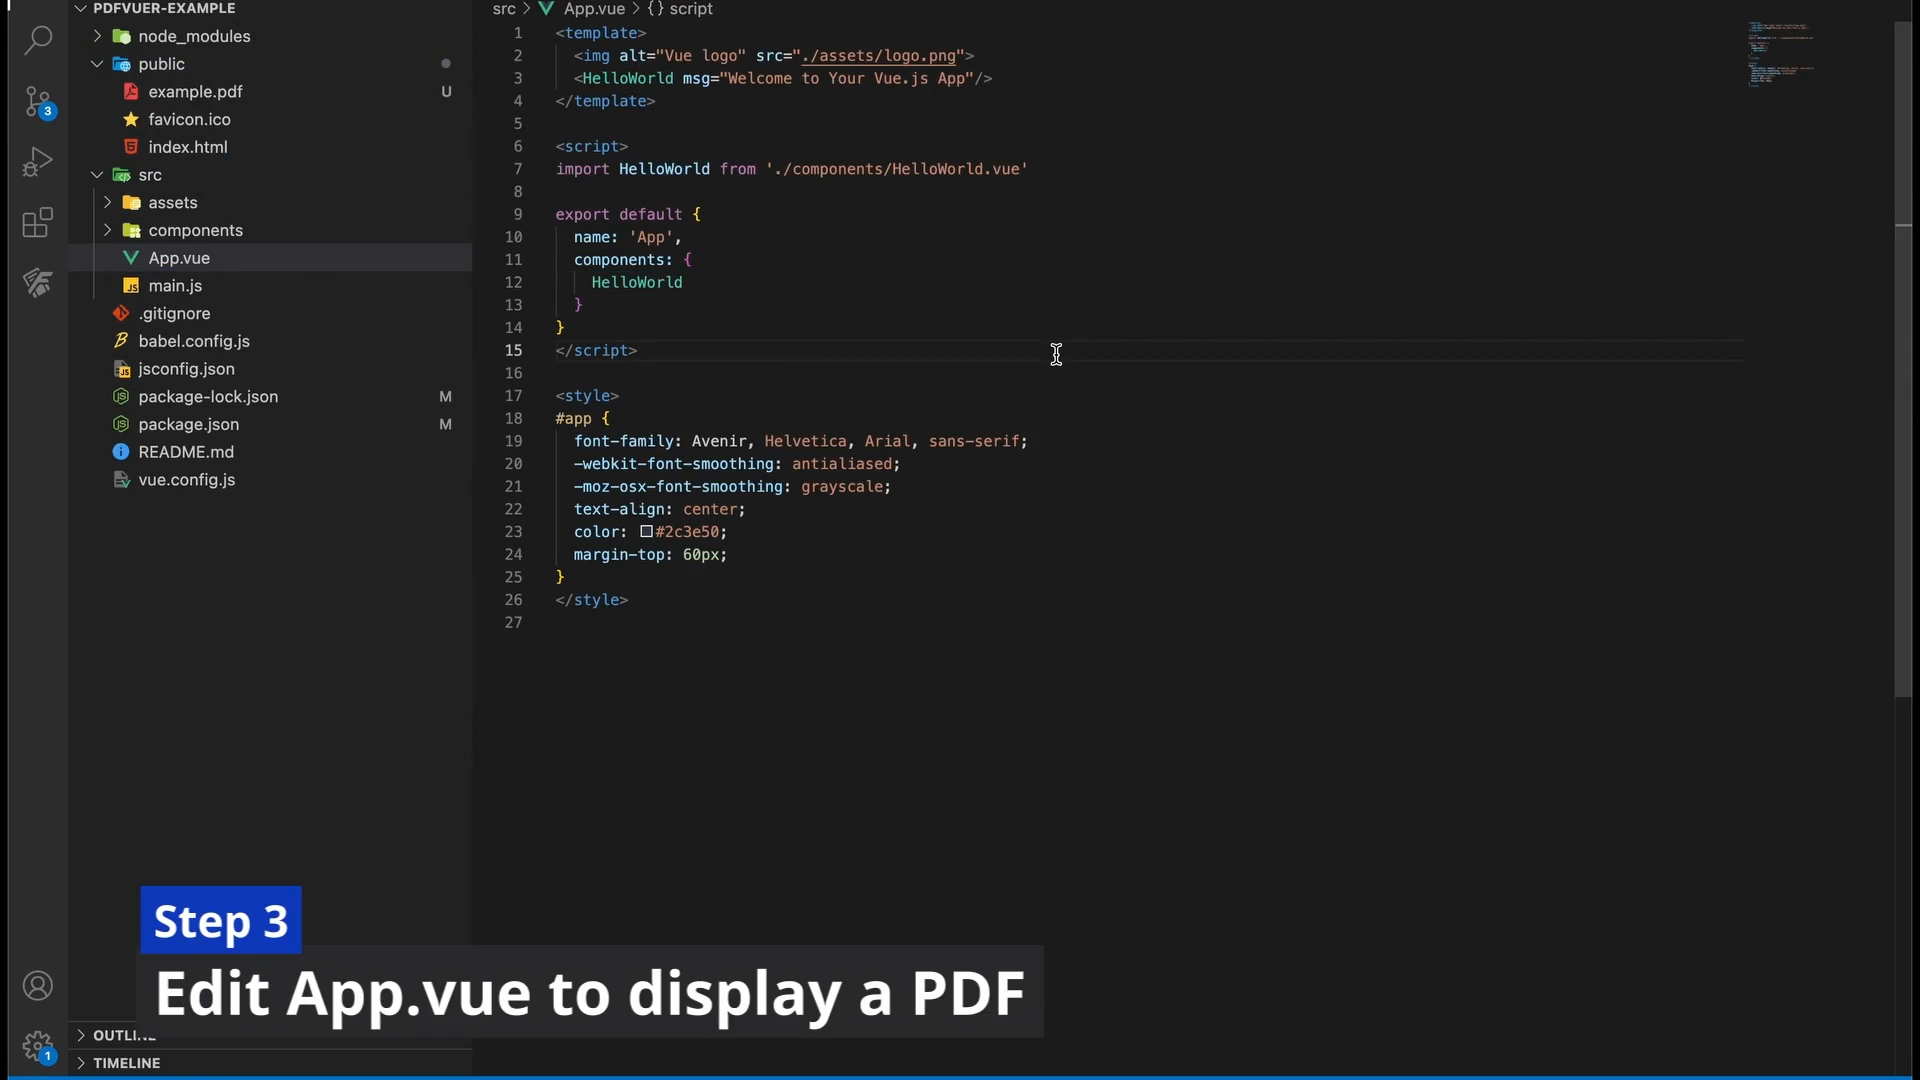 PDFVUER-EXAMPLE
node_modules
public
example.pdf U
favicon.ico
index.html
src
assets
components
App.vue
JS main.js
.gitignore
babel.config.js
JS jsconfig.json
package-lock.json M
package.json M
README.md
vue.config.js
OUTLINE
TIMELINE
3
1
src > App.vue > {} script
1 <template>
2 <img alt="Vue logo" src="./assets/logo.png">
3 <HelloWorld msg="Welcome to Your Vue.js App"/>
4 </template>
5
6 <script>
7 import HelloWorld from './components/HelloWorld.vue'
8
9 export default {
10 name: 'App',
11 components: {
12 HelloWorld
13 }
14 }
15 </script>
16
17 <style>
18 #app {
19 font-family: Avenir, Helvetica, Arial, sans-serif;
20 -webkit-font-smoothing: antialiased;
21 -moz-osx-font-smoothing: grayscale;
22 text-align: center;
23 color: #2c3e50;
24 margin-top: 60px;
25 }
26 </style>
27
Step 3
Edit App.vue to display a PDF